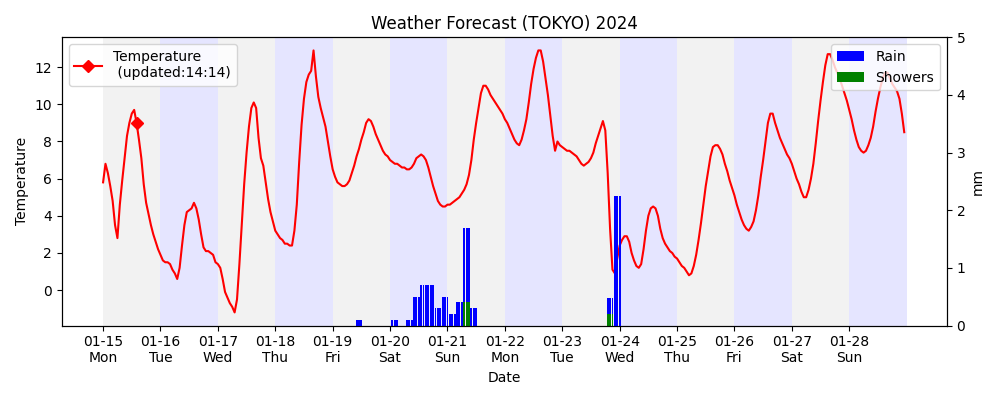 Weather Forecast (TOKYO) 2024
Temperature
(updated:14:14)
Rain
Showers
Temperature
12
10
8
6
4
2
0
5
4
3
2
1
0
mm
01-15 01-16 01-17 01-18 01-19 01-20 01-21 01-22 01-23 01-24 01-25 01-26 01-27 01-28
Mon Tue Wed Thu Fri Sat Sun Mon Tue Wed Thu Fri Sat Sun
Date